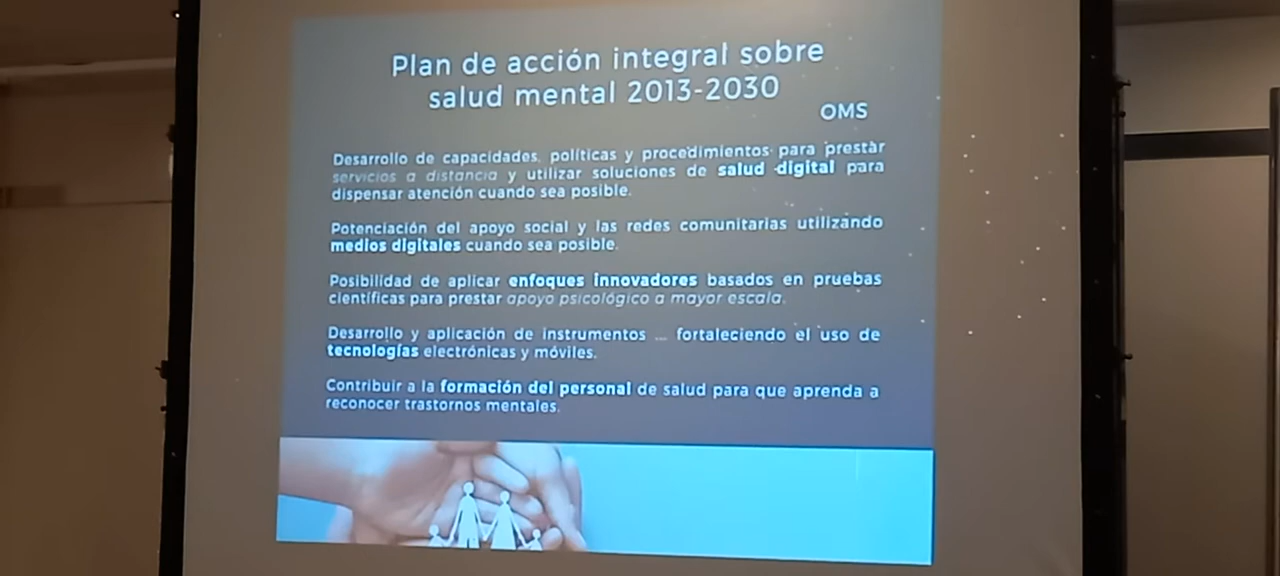 Plan de acción integral sobre
salud mental 2013-2030
OMS
Desarrollo de capacidades, políticas y procedimientos para prestar
servicios a distancia y utilizar soluciones de salud digital para
dispensar atención cuando sea posible.
Potenciación del apoyo social y las redes comunitarias utilizando
medios digitales cuando sea posible.
Posibilidad de aplicar enfoques innovadores basados en pruebas
científicas para prestar apoyo psicológico a mayor escala.
Desarrollo y aplicación de instrumentos ... fortaleciendo el uso de
tecnologías electrónicas y móviles.
Contribuir a la formación del personal de salud para que aprenda a
reconocer trastornos mentales.